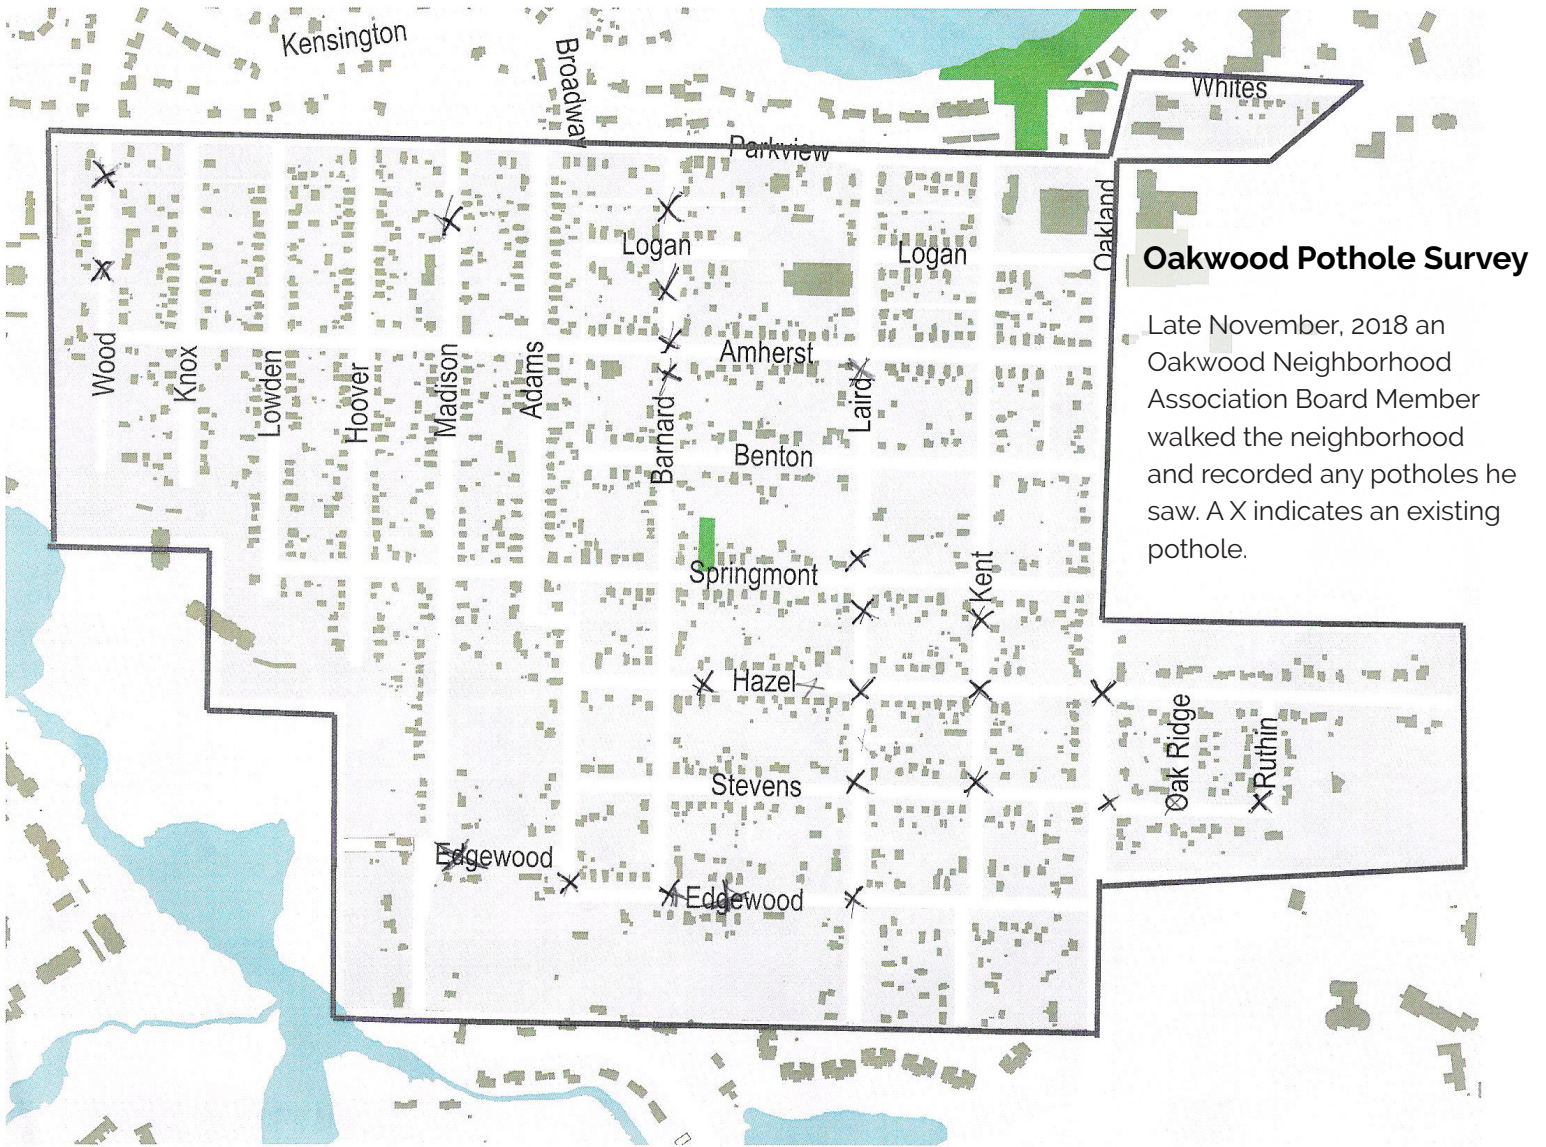 Kensington
Broadway
Whites
Parkview
Oakland
Logan
Logan
Oakwood Pothole Survey
Late November, 2018 an
Oakwood Neighborhood
Association Board Member
walked the neighborhood
and recorded any potholes he
saw. A X indicates an existing
pothole.
Wood
Knox
Lowden
Hoover
Madison
Adams
Barnard
Amherst
Laird
Benton
Springmont
Kent
Hazel
Oak Ridge
Ruthin
Stevens
Edgewood
Edgewood